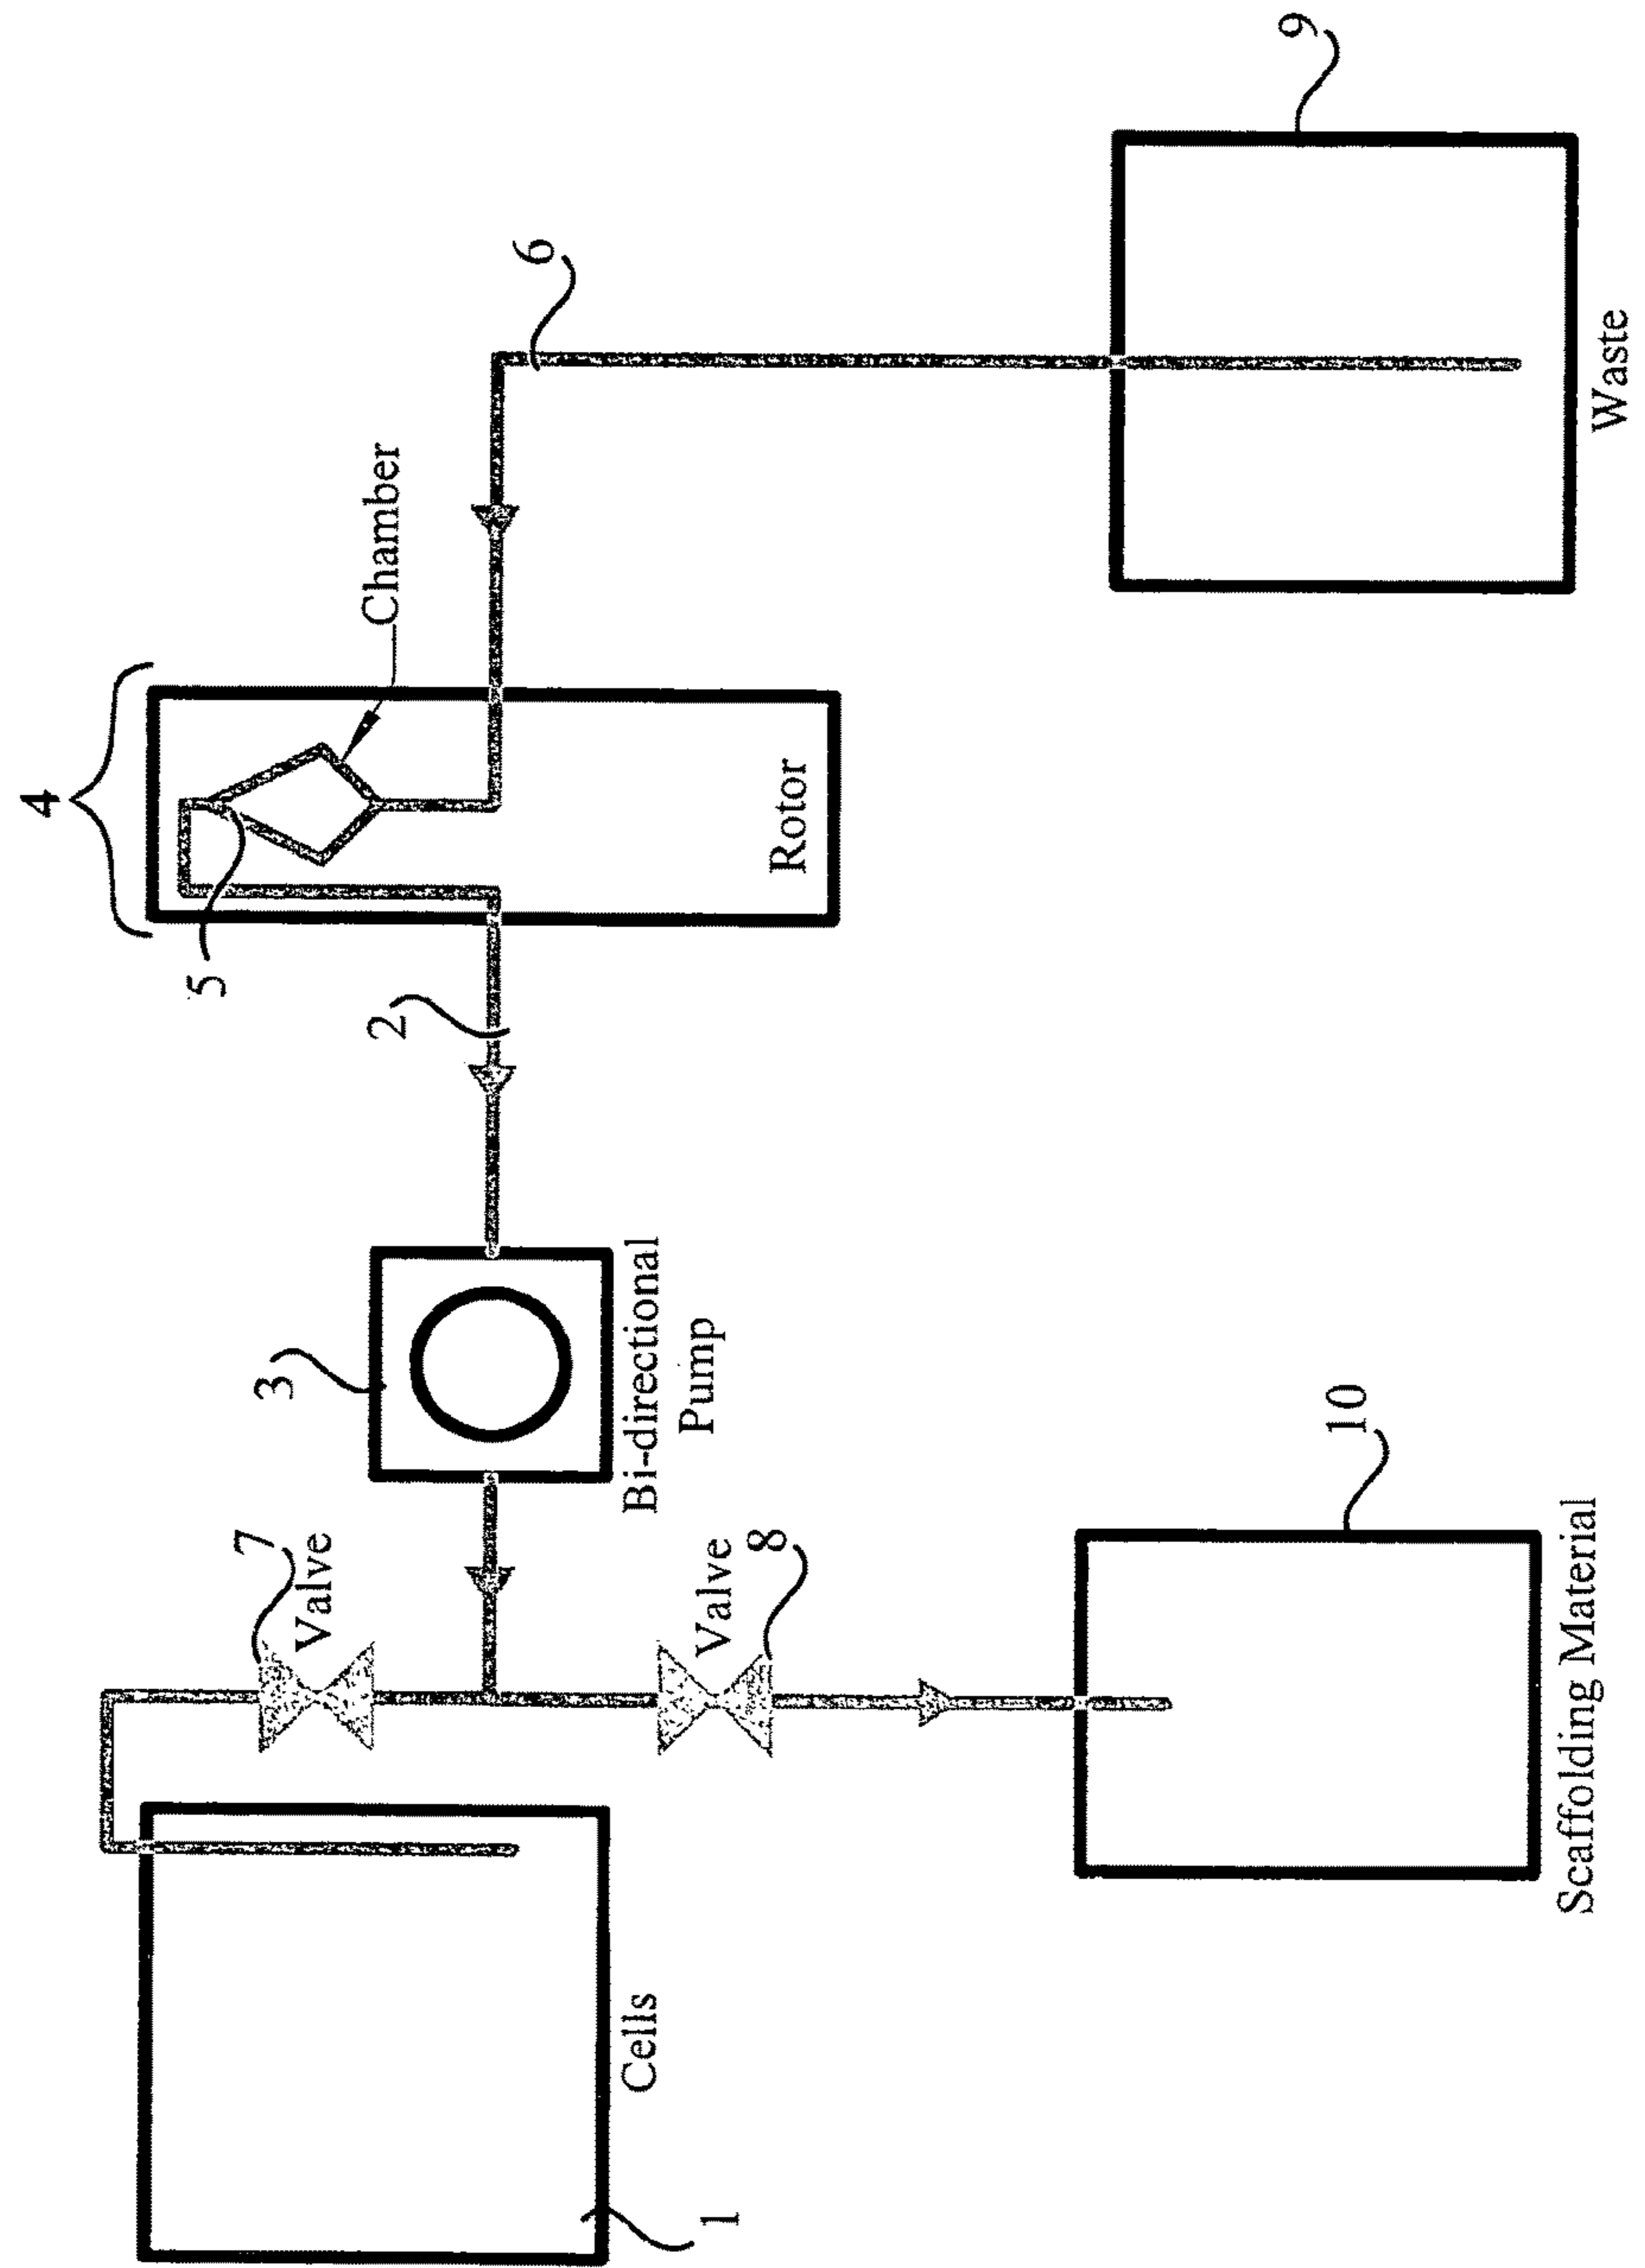 4
Chamber
6
9
5
2
Rotor
Waste
7
Valve
3
Bi-directional
Pump
Valve
8
10
Cells
1
Scaffolding Material